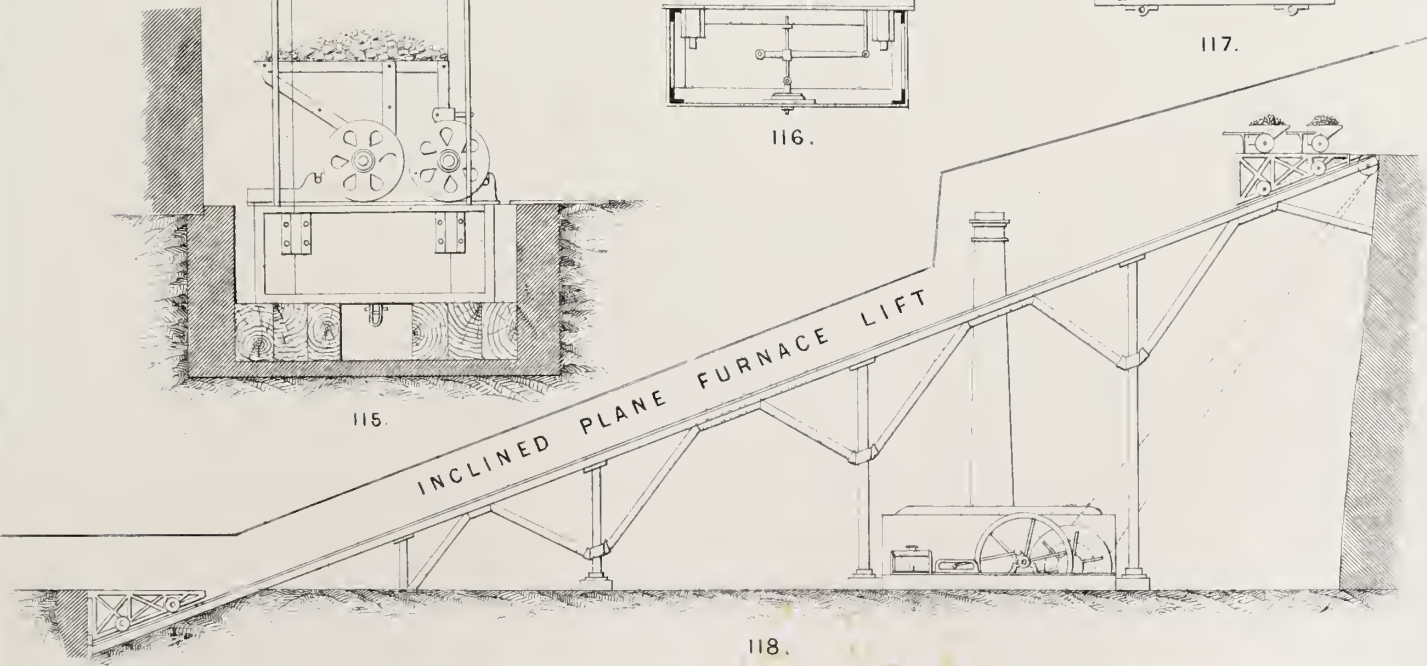 117.
116.
115.
INCLINED PLANE FURNACE LIFT
118.